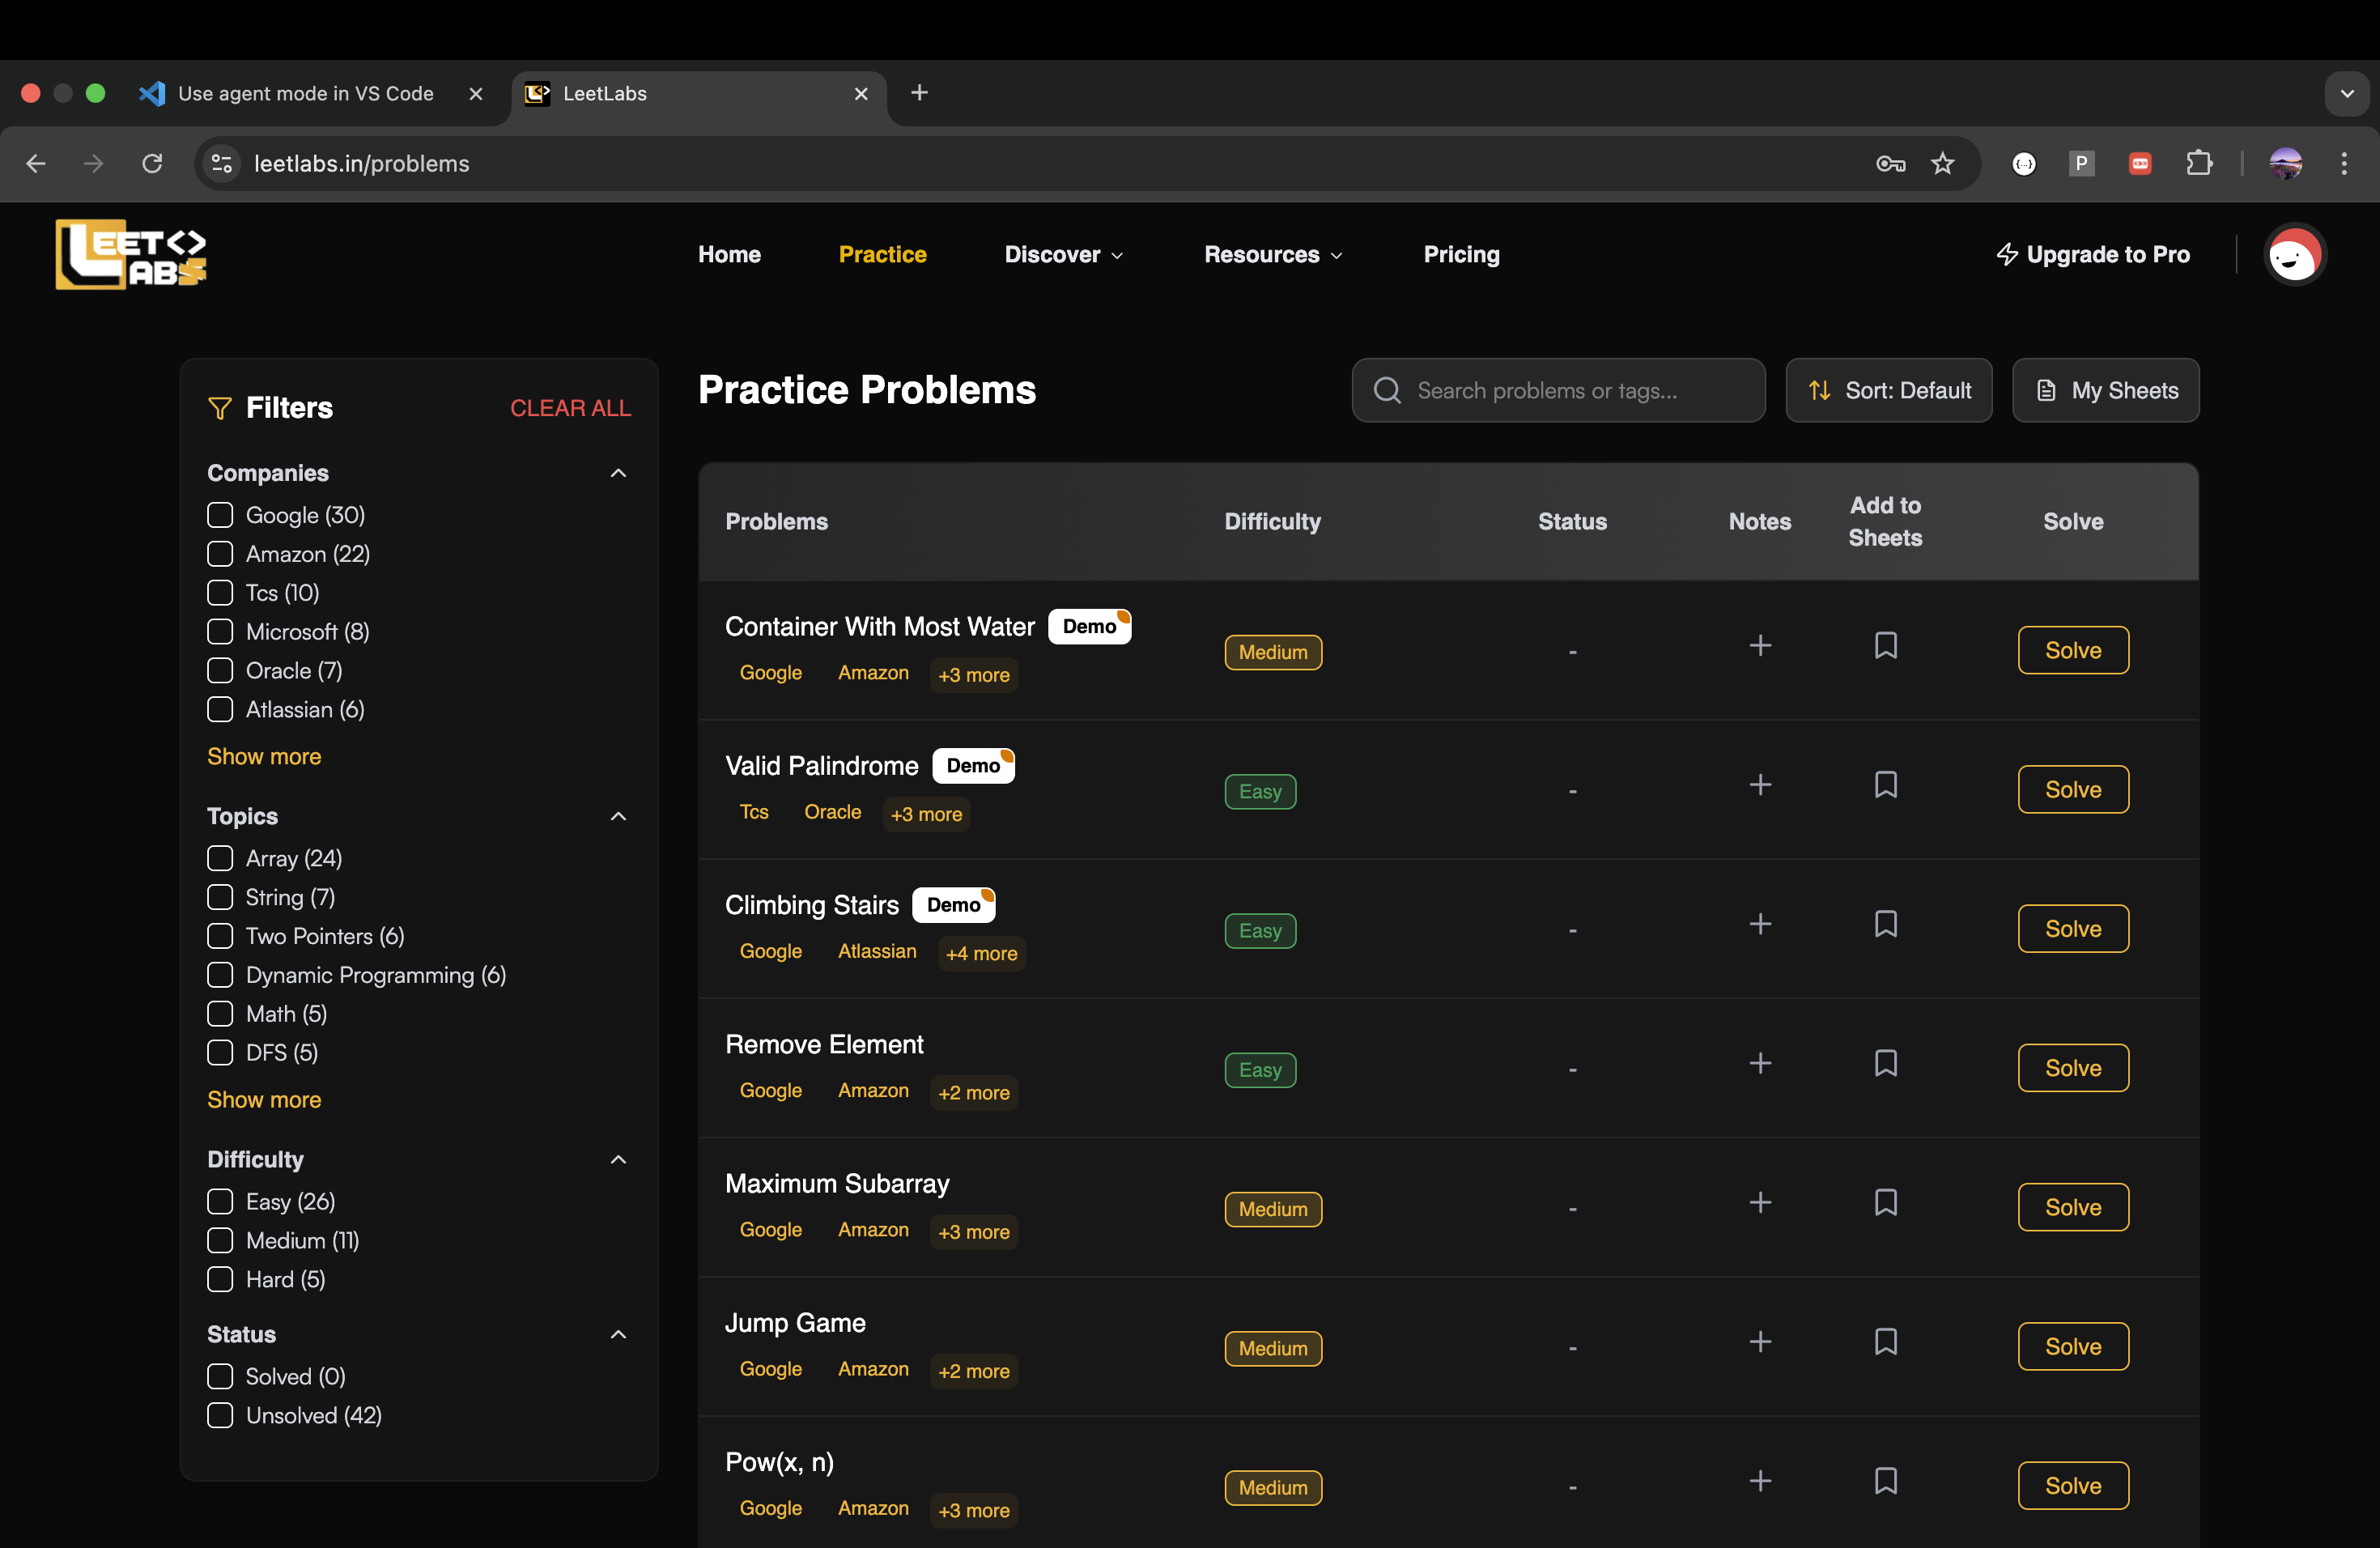 Use agent mode in VS Code
LeetLabs
leetlabs.in/problems
P
LEET<>
LABS
Home
Practice
Discover
Resources
Pricing
Upgrade to Pro
Filters
CLEAR ALL
Companies
Google (30)
Amazon (22)
Tcs (10)
Microsoft (8)
Oracle (7)
Atlassian (6)
Show more
Topics
Array (24)
String (7)
Two Pointers (6)
Dynamic Programming (6)
Math (5)
DFS (5)
Show more
Difficulty
Easy (26)
Medium (11)
Hard (5)
Status
Solved (0)
Unsolved (42)
Practice Problems
Search problems or tags...
Sort: Default
My Sheets
Problems Difficulty Status Notes Add to Sheets Solve
Container With Most Water Demo
Google Amazon +3 more
Medium - Solve
Valid Palindrome Demo
Tcs Oracle +3 more
Easy - Solve
Climbing Stairs Demo
Google Atlassian +4 more
Easy - Solve
Remove Element
Google Amazon +2 more
Easy - Solve
Maximum Subarray
Google Amazon +3 more
Medium - Solve
Jump Game
Google Amazon +2 more
Medium - Solve
Pow(x, n)
Google Amazon +3 more
Medium - Solve